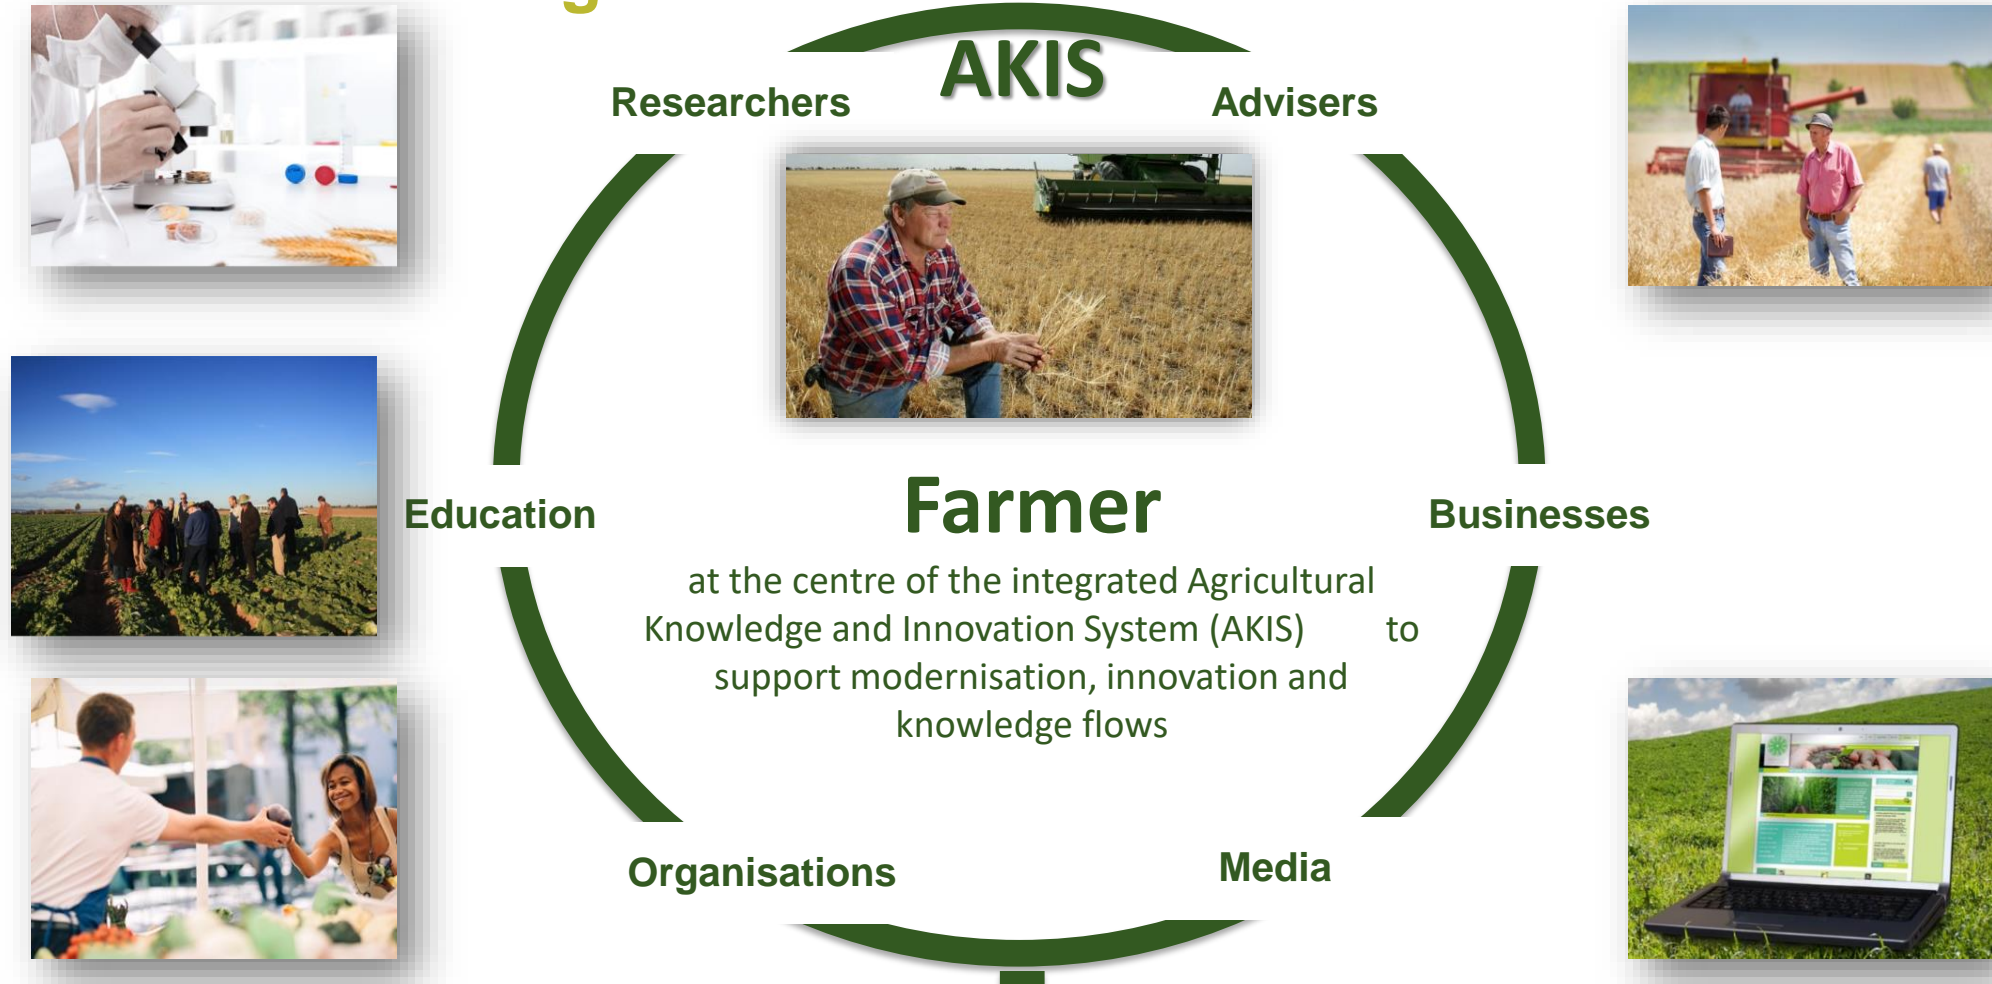 AKIS
Researchers
Advisers
Education
Farmer
Businesses
at the centre of the integrated Agricultural
Knowledge and Innovation System (AKIS) to
support modernisation, innovation and
knowledge flows
Organisations
Media